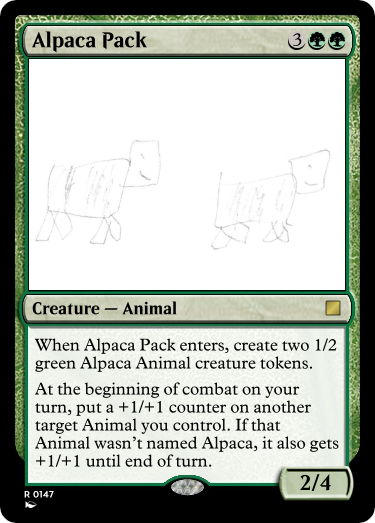 Alpaca Pack 3
Creature — Animal
When Alpaca Pack enters, create two 1/2
green Alpaca Animal creature tokens.
At the beginning of combat on your
turn, put a +1/+1 counter on another
target Animal you control. If that
Animal wasn't named Alpaca, it also gets
+1/+1 until end of turn.
2/4
R 0147